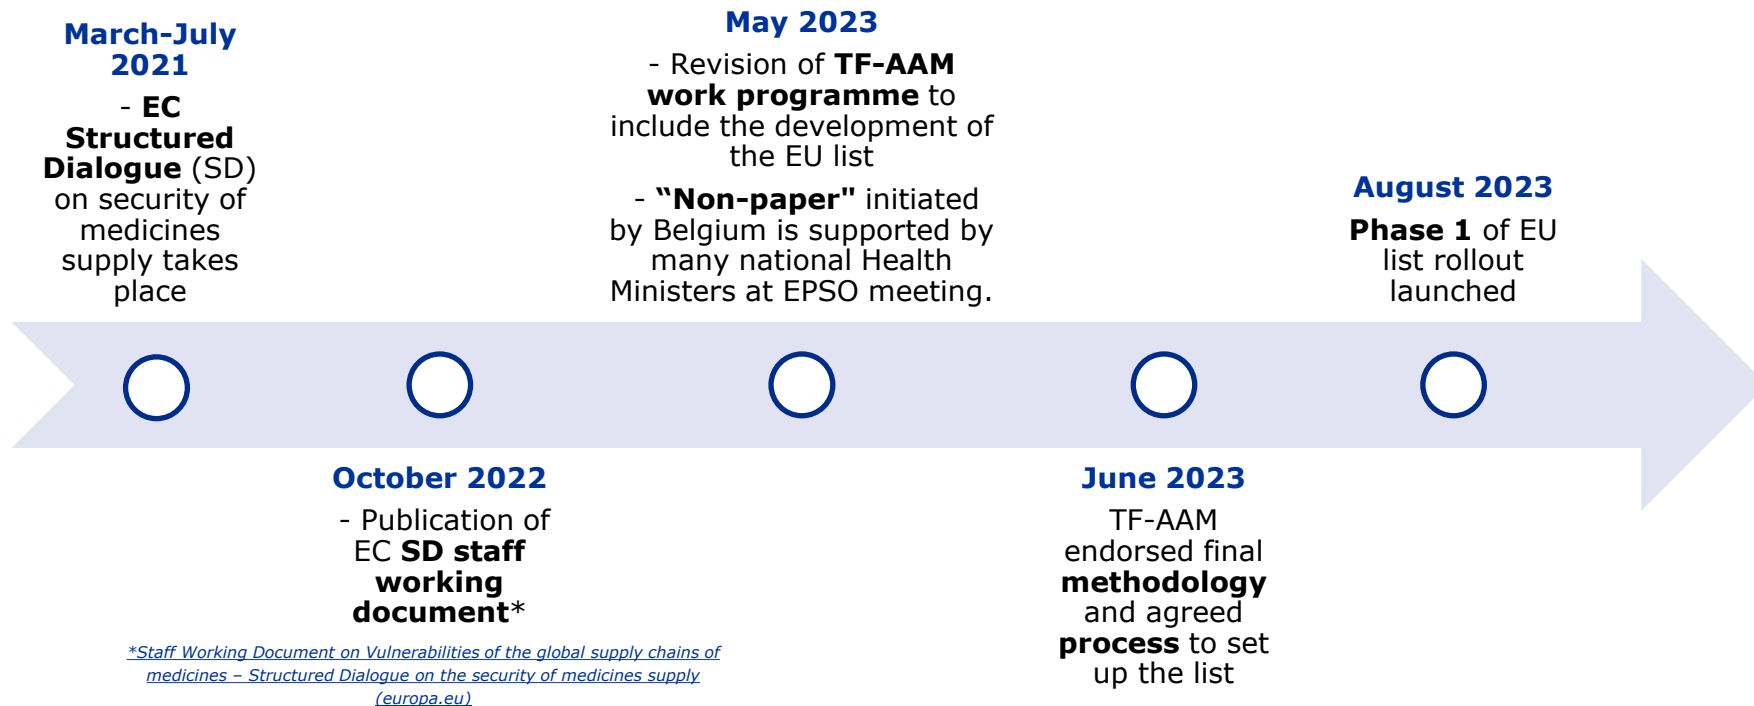 March-July
2021
- EC
Structured
Dialogue (SD)
on security of
medicines
supply takes
place
October 2022
- Publication of
EC SD staff
working
document*
*Staff Working Document on Vulnerabilities of the global supply chains of
medicines – Structured Dialogue on the security of medicines supply
(europa.eu)
May 2023
- Revision of TF-AAM
work programme to
include the development of
the EU list
- “Non-paper" initiated
by Belgium is supported by
many national Health
Ministers at EPSO meeting.
June 2023
TF-AAM
endorsed final
methodology
and agreed
process to set
up the list
August 2023
Phase 1 of EU
list rollout
launched